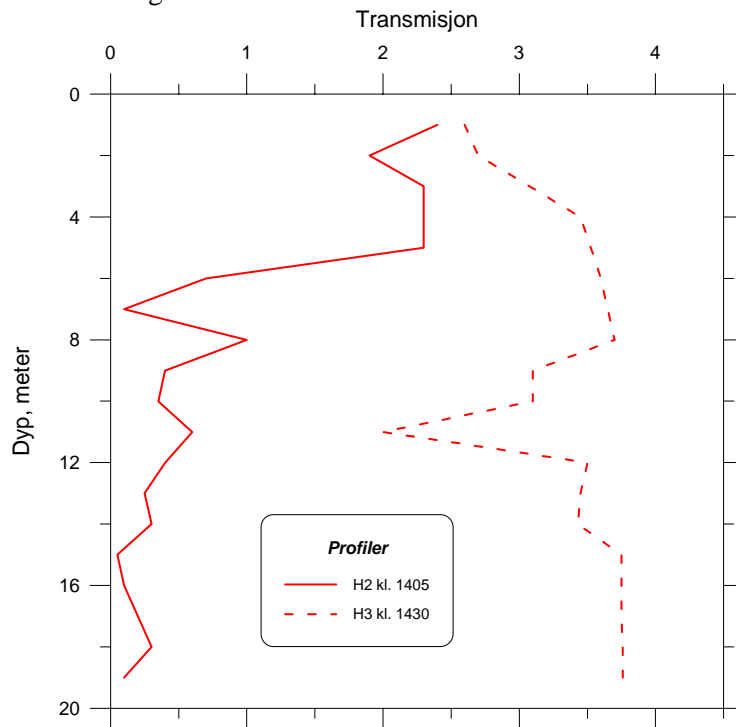 Transmisjon
0 1 2 3 4
0
4
8
12
16
20
Dyp, meter
Profiler
H2 kl. 1405
H3 kl. 1430